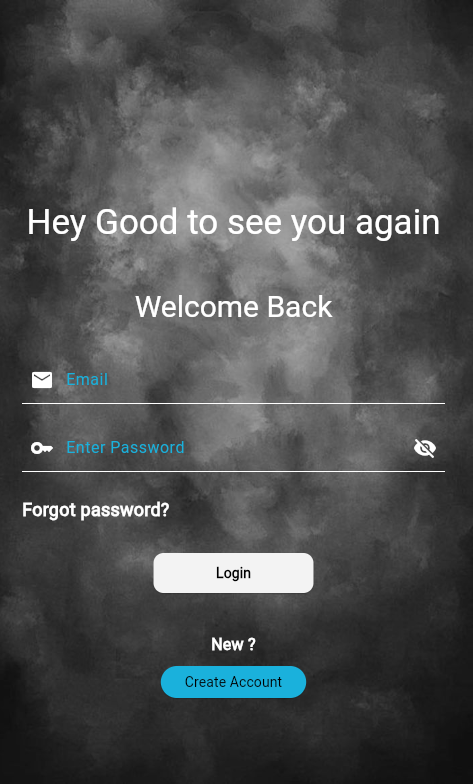 Hey Good to see you again
Welcome Back
Email
Enter Password
Forgot password?
Login
New ?
Create Account